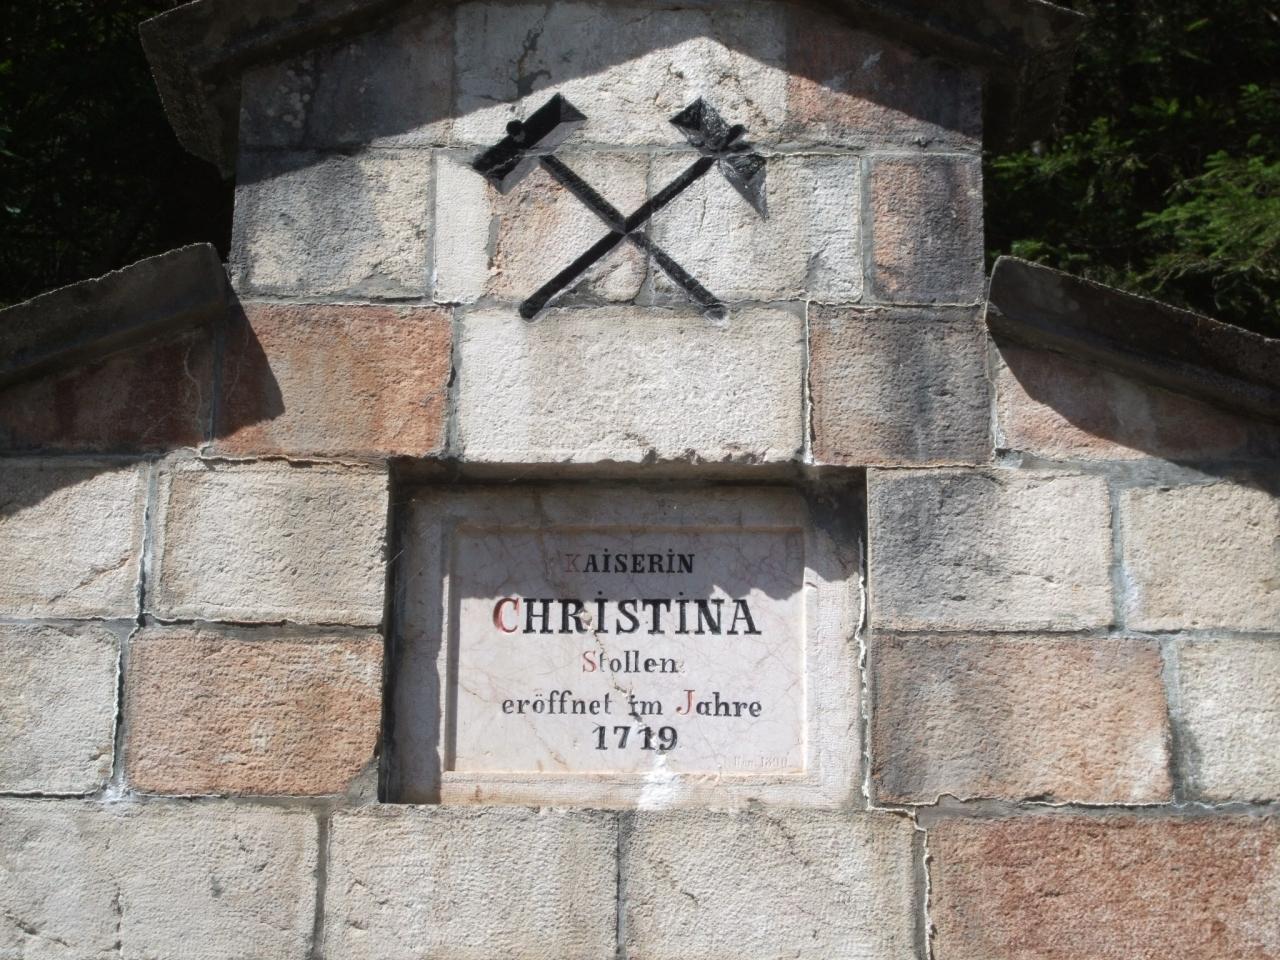 KAISERIN
CHRISTINA
Stollen
eröffnet im Jahre
1719